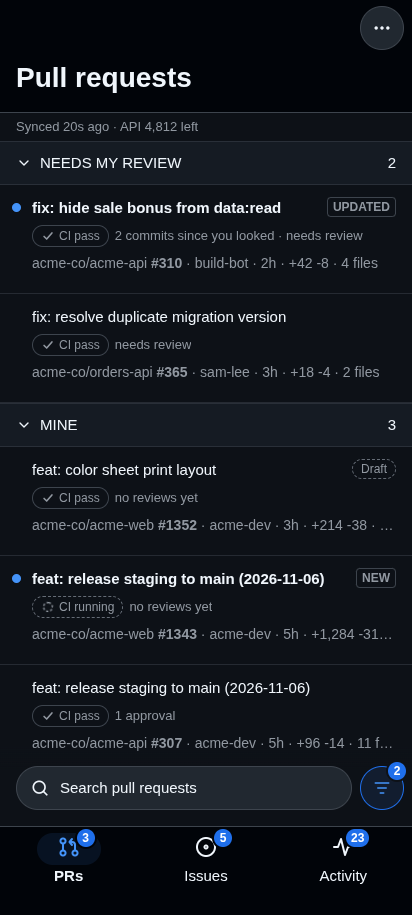 Pull requests
Synced 20s ago · API 4,812 left
NEEDS MY REVIEW 2
fix: hide sale bonus from data:read UPDATED
CI pass 2 commits since you looked · needs review
acme-co/acme-api #310 · build-bot · 2h · +42 -8 · 4 files
fix: resolve duplicate migration version
CI pass needs review
acme-co/orders-api #365 · sam-lee · 3h · +18 -4 · 2 files
MINE 3
feat: color sheet print layout Draft
CI pass no reviews yet
acme-co/acme-web #1352 · acme-dev · 3h · +214 -38 · …
feat: release staging to main (2026-11-06) NEW
CI running no reviews yet
acme-co/acme-web #1343 · acme-dev · 5h · +1,284 -31…
feat: release staging to main (2026-11-06)
CI pass 1 approval
acme-co/acme-web #307 · acme-dev · 5h · +96 -14 · 11 f…
Search pull requests 2
3 5 23
PRs Issues Activity